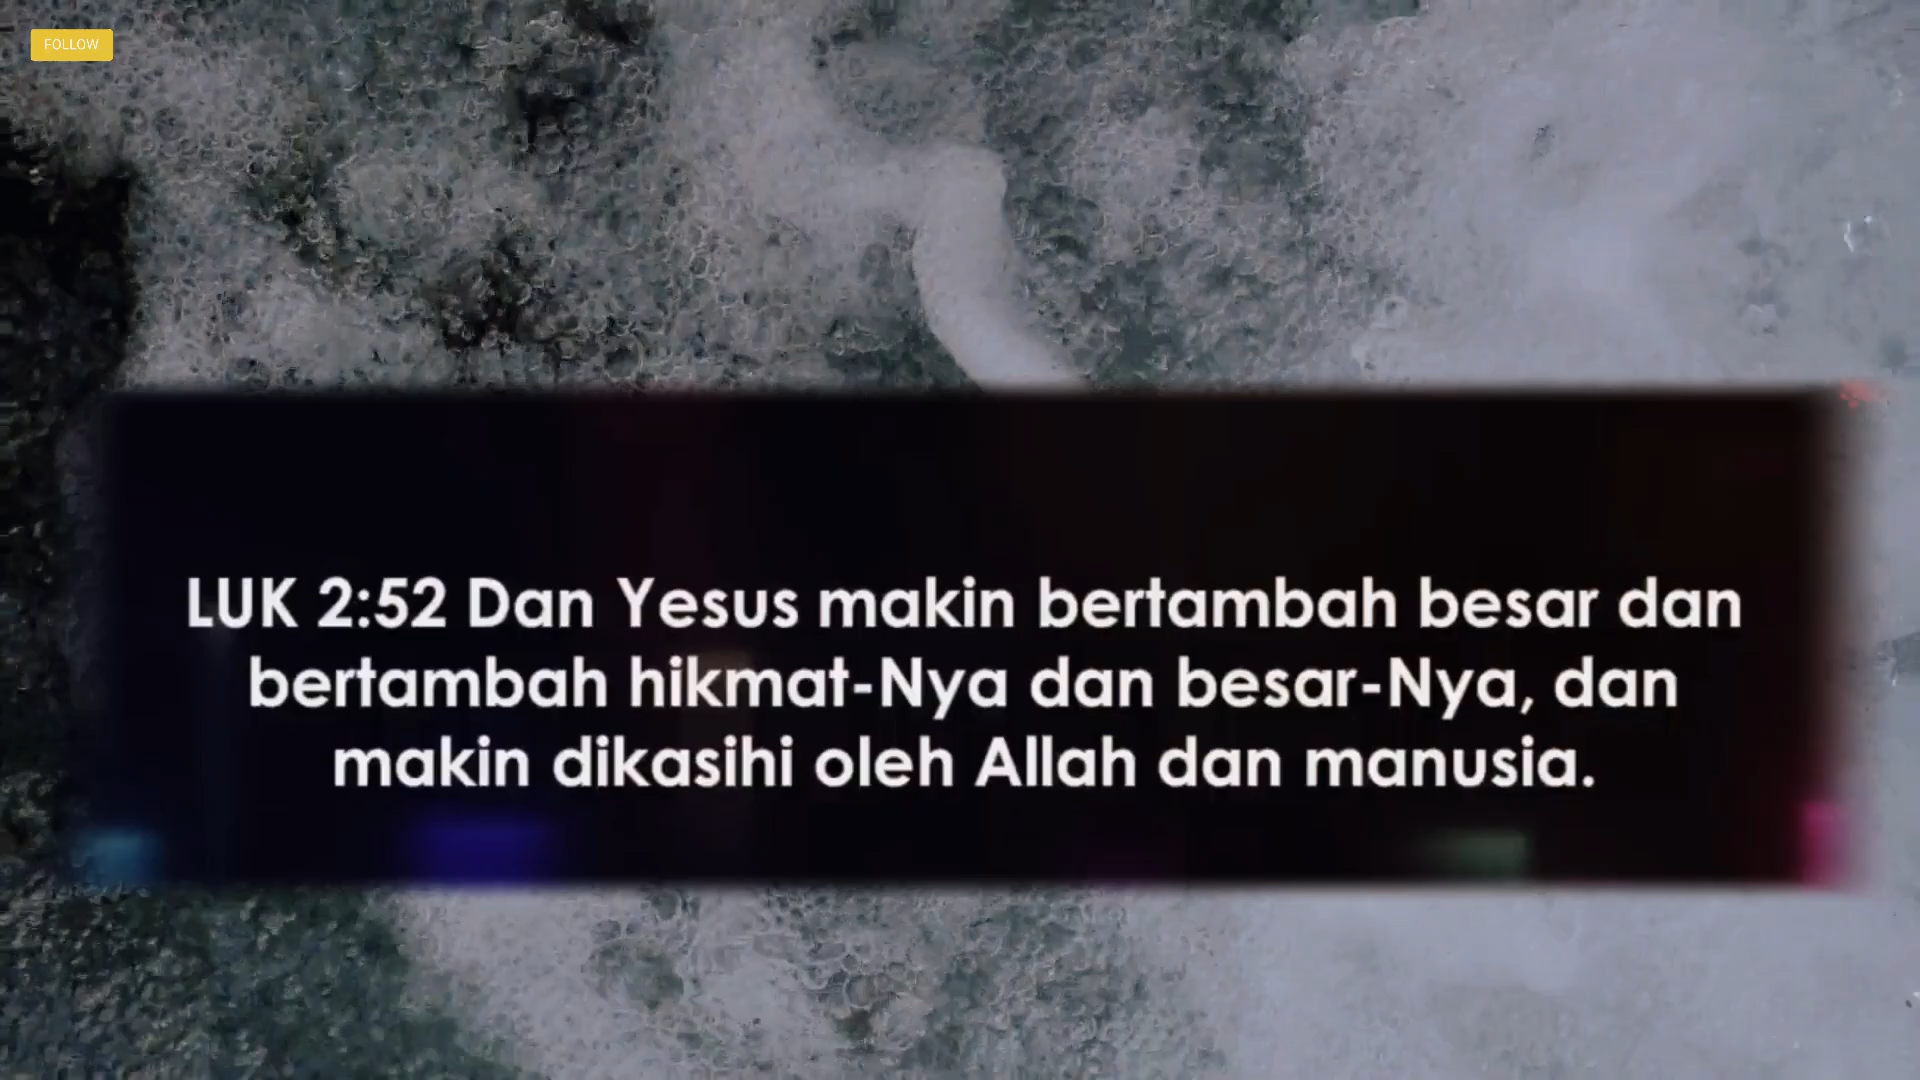 FOLLOW
LUK 2:52 Dan Yesus makin bertambah besar dan
bertambah hikmat-Nya dan besar-Nya, dan
makin dikasihi oleh Allah dan manusia.